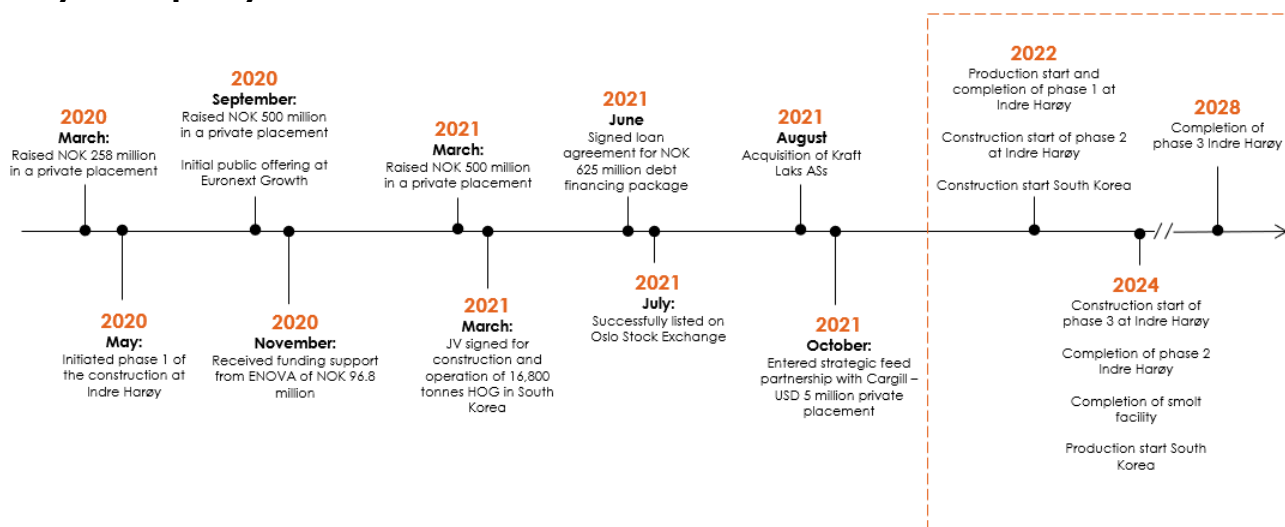 2020
March:
Raised NOK 258 million
in a private placement
2020
May:
Initiated phase 1 of
the construction at
Indre Harøy
2020
September:
Raised NOK 500 million
in a private placement
Initial public offering at
Euronext Growth
2020
November:
Received funding support
from ENOVA of NOK 96.8
million
2021
March:
Raised NOK 500 million
in a private placement
2021
March:
JV signed for
construction and
operation of 16,800
tonnes HOG in South
Korea
2021
June
Signed loan
agreement for NOK
625 million debt
financing package
2021
July:
Successfully listed on
Oslo Stock Exchange
2021
August
Acquisition of Kraft
Laks ASs
2021
October:
Entered strategic feed
partnership with Cargill –
USD 5 million private
placement
2022
Production start and
completion of phase 1 at
Indre Harøy
Construction start of phase 2
at Indre Harøy
Construction start South Korea
2024
Construction start of
phase 3 at Indre Harøy
Completion of phase 2
Indre Harøy
Completion of smolt
facility
Production start South
Korea
2028
Completion of
phase 3 Indre Harøy